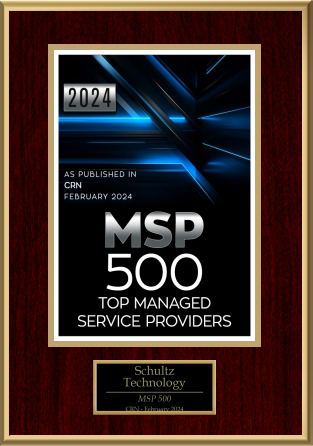 2024
AS PUBLISHED IN
CRN
FEBRUARY 2024
MSP
500
TOP MANAGED
SERVICE PROVIDERS
Schultz
Technology
MSP 500
CRN - February 2024